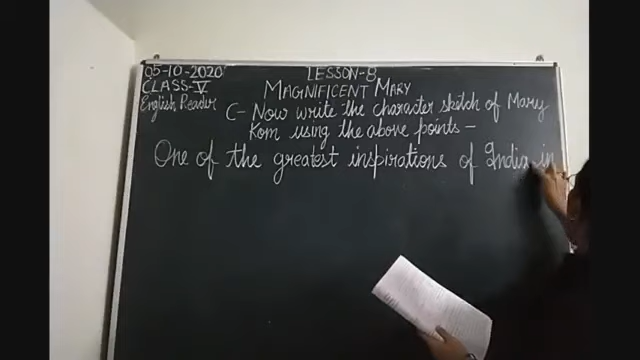 05-10-2020
LESSON-8
CLASS-V
MAGNIFICENT MARY
English Reader
C- Now write the character sketch of Mary
Kom using the above points -
One of the greatest inspirations of India in